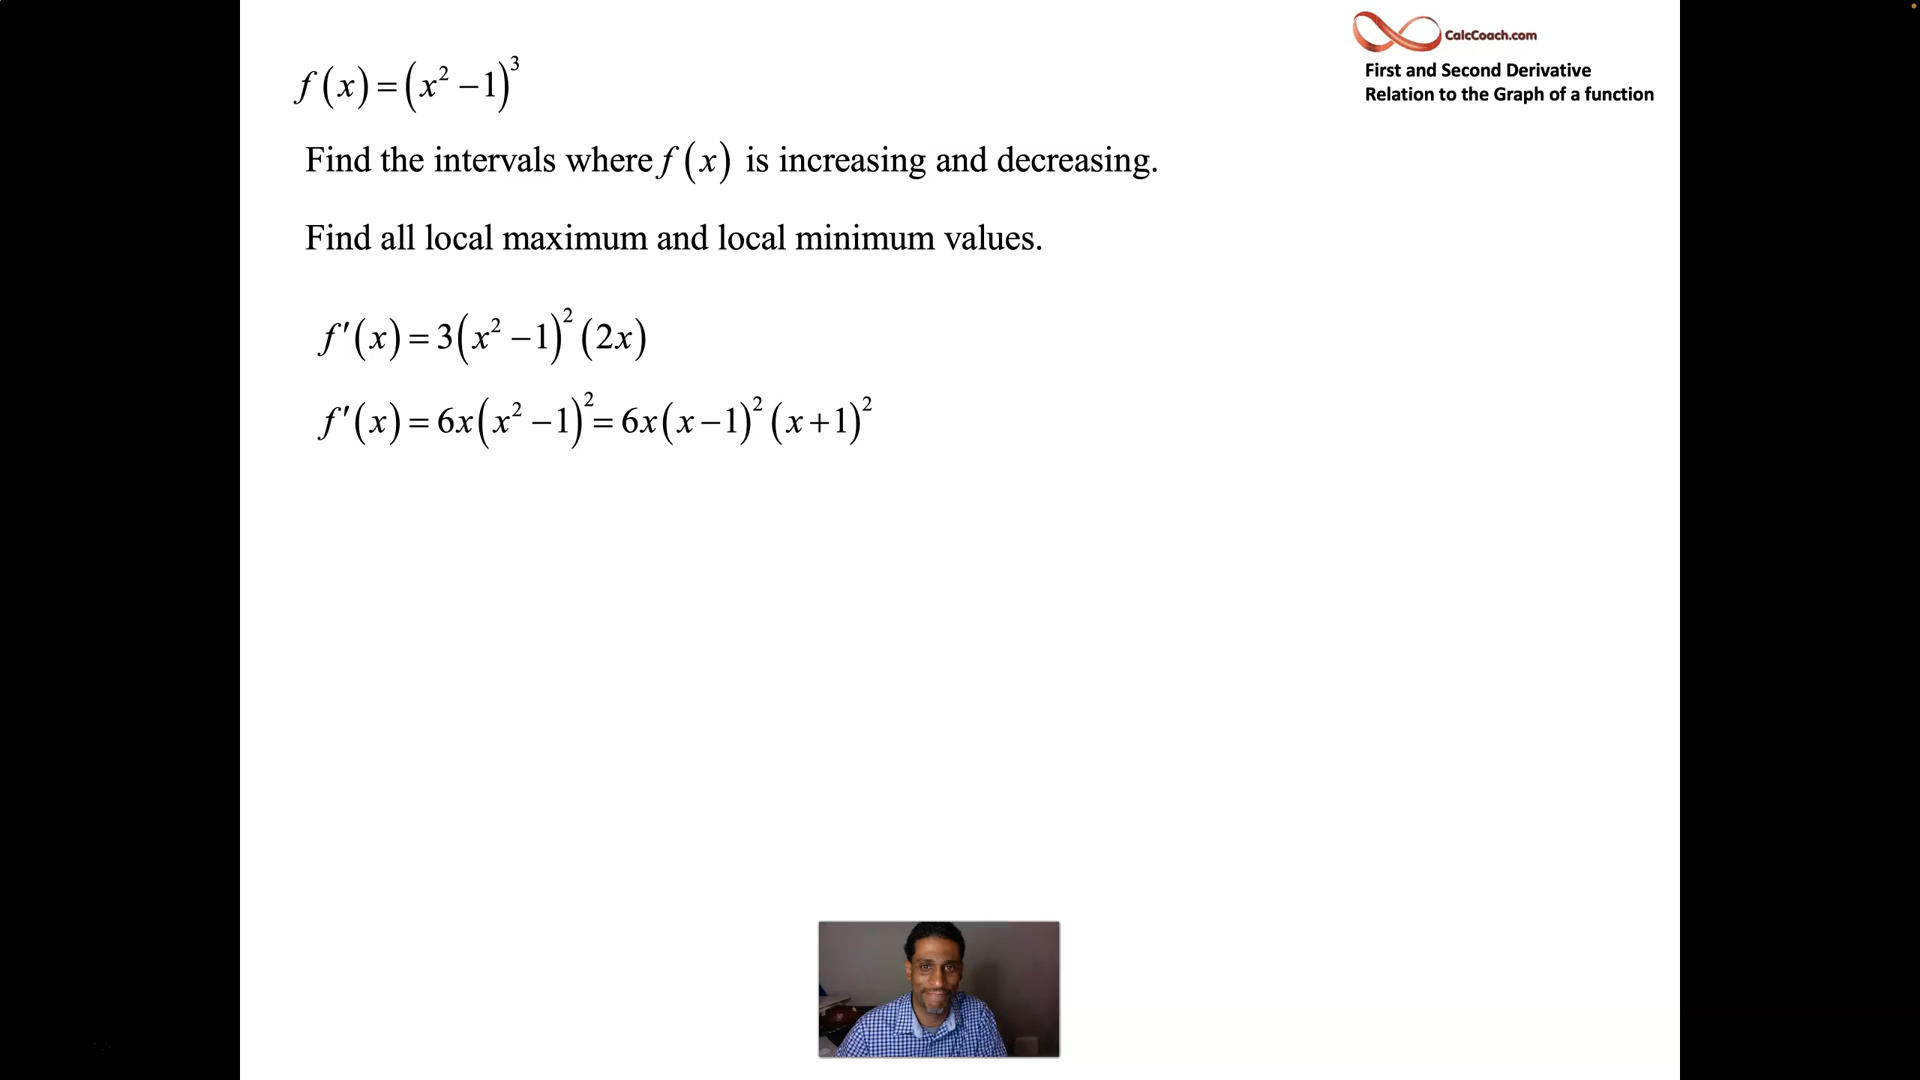 CalcCoach.com
First and Second Derivative
Relation to the Graph of a function
f(x) = (x² − 1)³
Find the intervals where f(x) is increasing and decreasing.
Find all local maximum and local minimum values.
f′(x) = 3(x² − 1)²(2x)
f′(x) = 6x(x² − 1)² = 6x(x − 1)²(x + 1)²